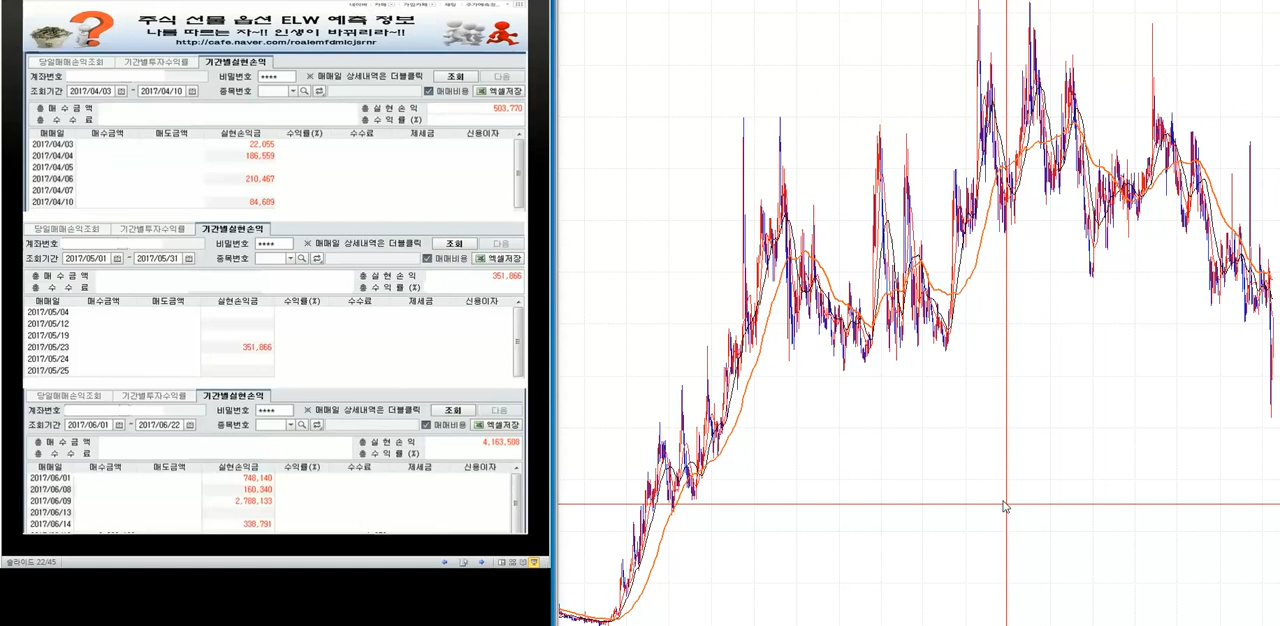 네이버 카페 가입카페 채팅
주식 선물 옵션 ELW 예측 정보
나를 따르는 자~!! 인생이 바뀌리라~!!
http://cafe.naver.com/roalemfdmlcjsrnr
당일매매손익조회 기간별투자수익률 기간별실현손익
계좌번호 비밀번호 **** ※ 매매일 상세내역은 더블클릭 조회 다음
조회기간 2017/04/03 ~ 2017/04/10 종목번호 매매비용 엑셀저장
총 매 수 금 액 총 실 현 손 익 503,770
총 수 수 료 총 수 익 률 (%)
매매일 매수금액 매도금액 실현손익금 수익률(%) 수수료 제세금 신용이자
2017/04/03 22,055
2017/04/04 186,559
2017/04/05
2017/04/06 210,467
2017/04/07
2017/04/10 84,689
당일매매손익조회 기간별투자수익률 기간별실현손익
계좌번호 비밀번호 **** ※ 매매일 상세내역은 더블클릭 조회 다음
조회기간 2017/05/01 ~ 2017/05/31 종목번호 매매비용 엑셀저장
총 매 수 금 액 총 실 현 손 익 351,866
총 수 수 료 총 수 익 률 (%)
매매일 매수금액 매도금액 실현손익금 수익률(%) 수수료 제세금 신용이자
2017/05/04
2017/05/12
2017/05/19
2017/05/23 351,866
2017/05/24
2017/05/25
당일매매손익조회 기간별투자수익률 기간별실현손익
계좌번호 비밀번호 **** ※ 매매일 상세내역은 더블클릭 조회 다음
조회기간 2017/06/01 ~ 2017/06/22 종목번호 매매비용 엑셀저장
총 매 수 금 액 총 실 현 손 익 4,163,508
총 수 수 료 총 수 익 률 (%)
매매일 매수금액 매도금액 실현손익금 수익률(%) 수수료 제세금 신용이자
2017/06/01 748,140
2017/06/08 160,340
2017/06/09 2,788,133
2017/06/13
2017/06/14 338,791
슬라이드 22/45